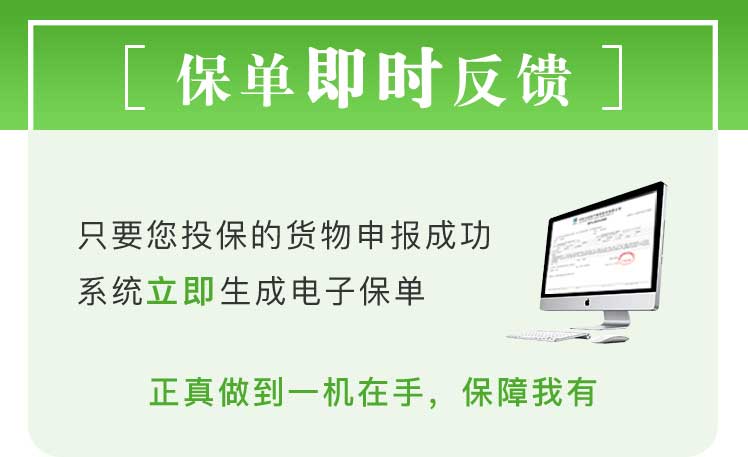 [ 保单即时反馈 ]
只要您投保的货物申报成功
系统立即生成电子保单
正真做到一机在手，保障我有